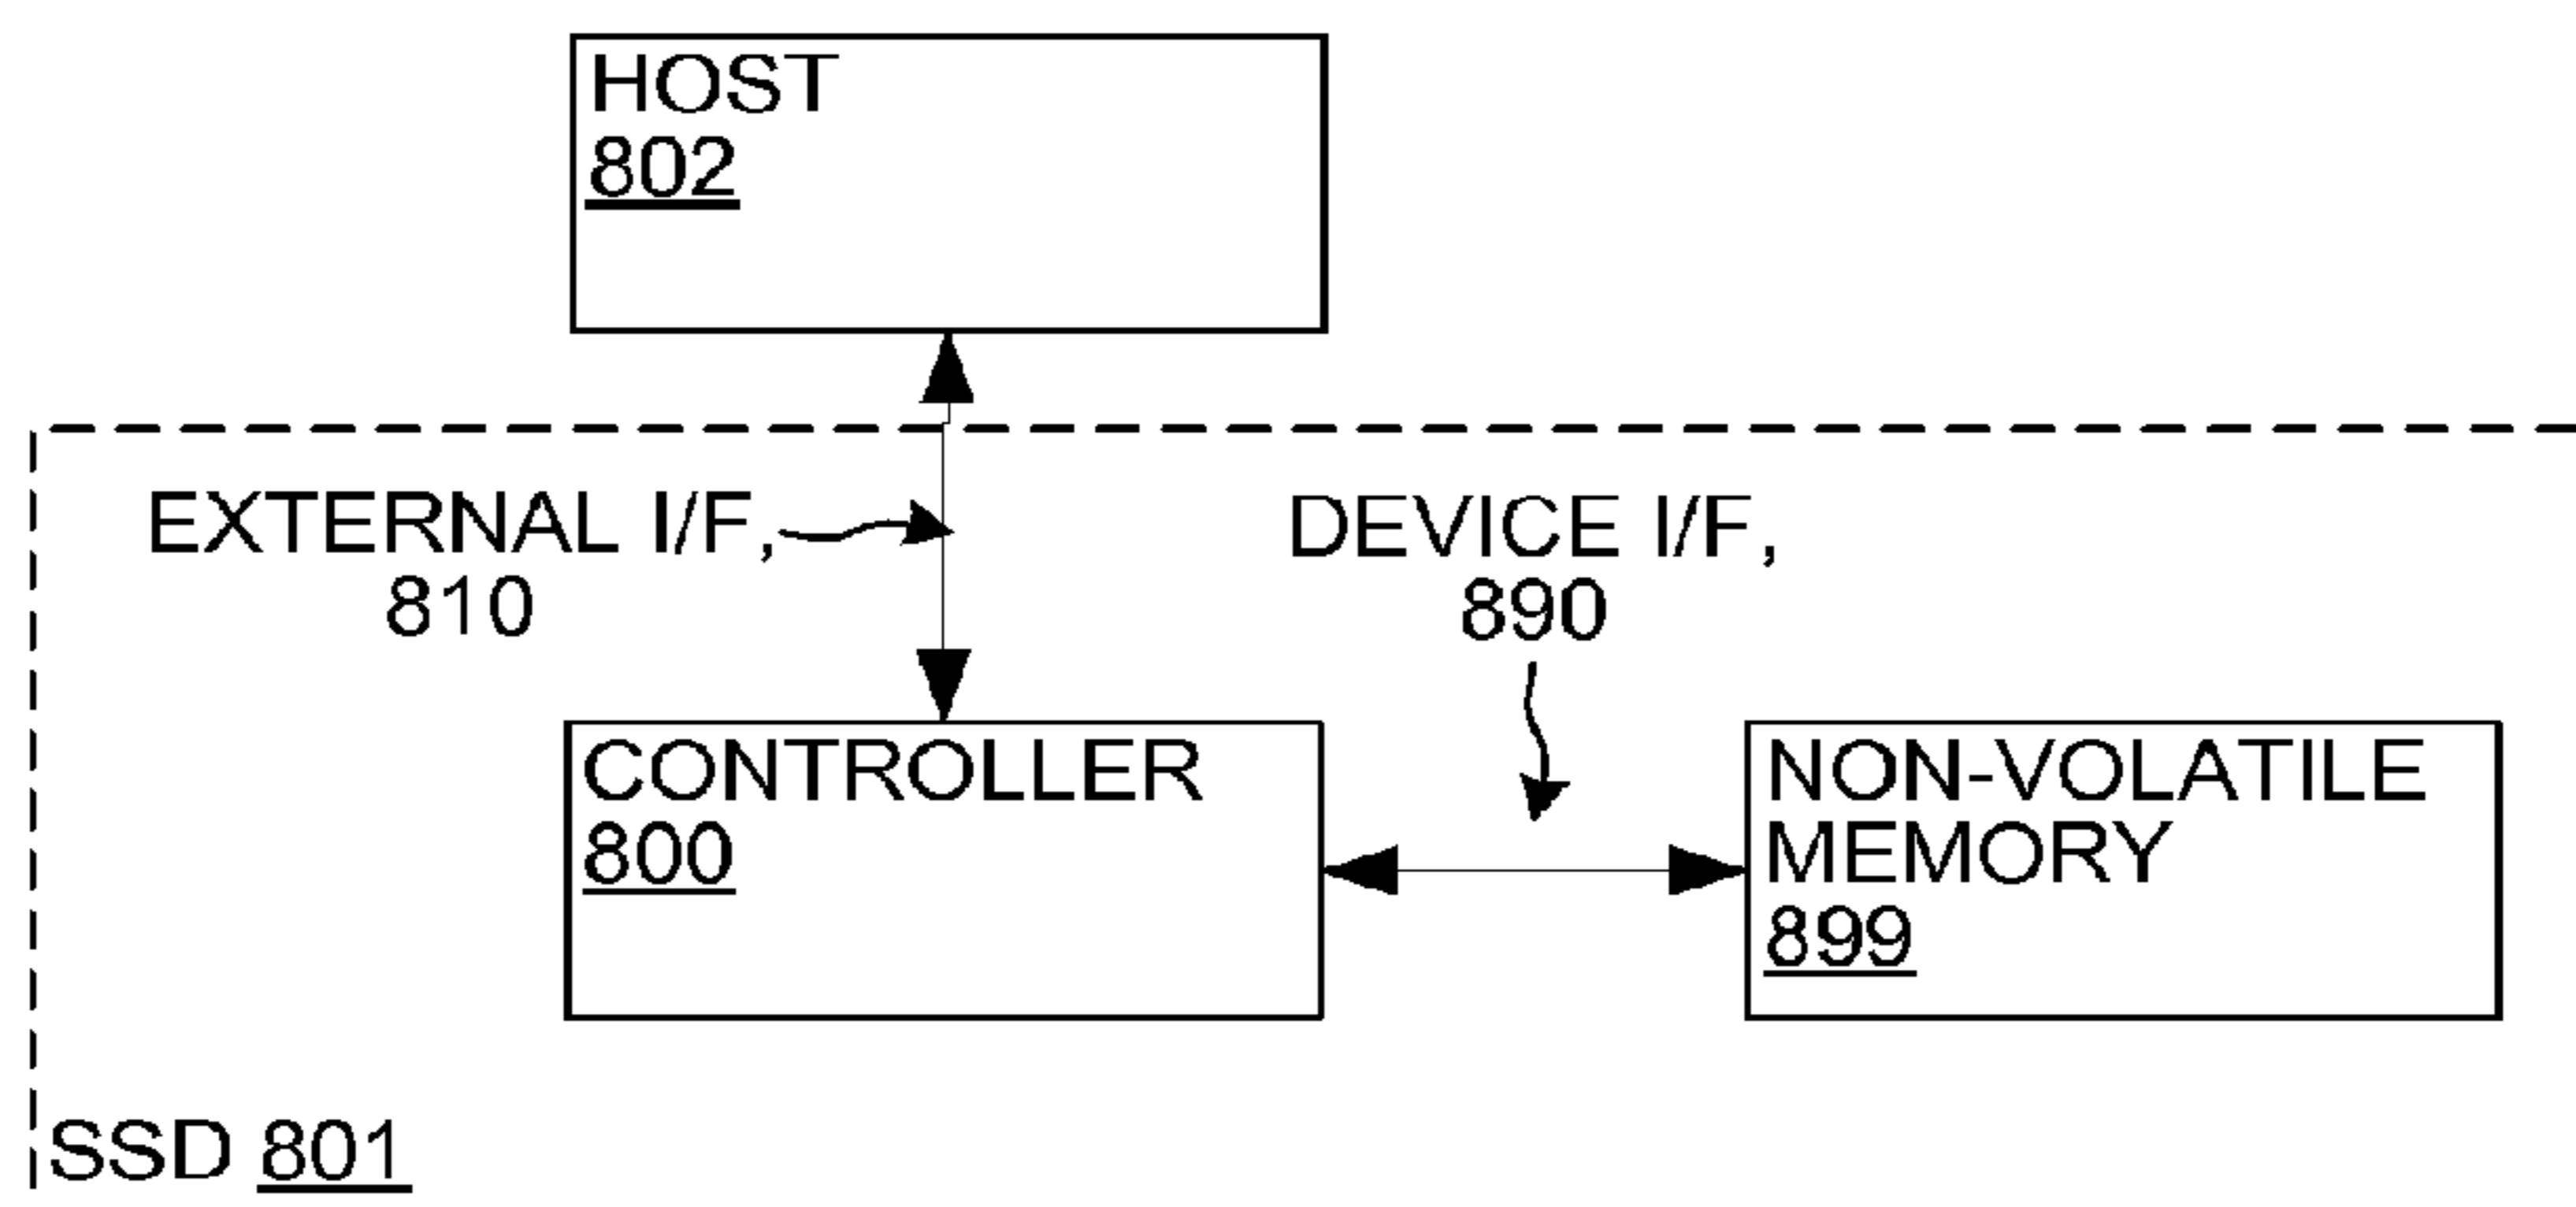 HOST
802
EXTERNAL I/F,
810
DEVICE I/F,
890
CONTROLLER
800
NON-VOLATILE
MEMORY
899
SSD 801